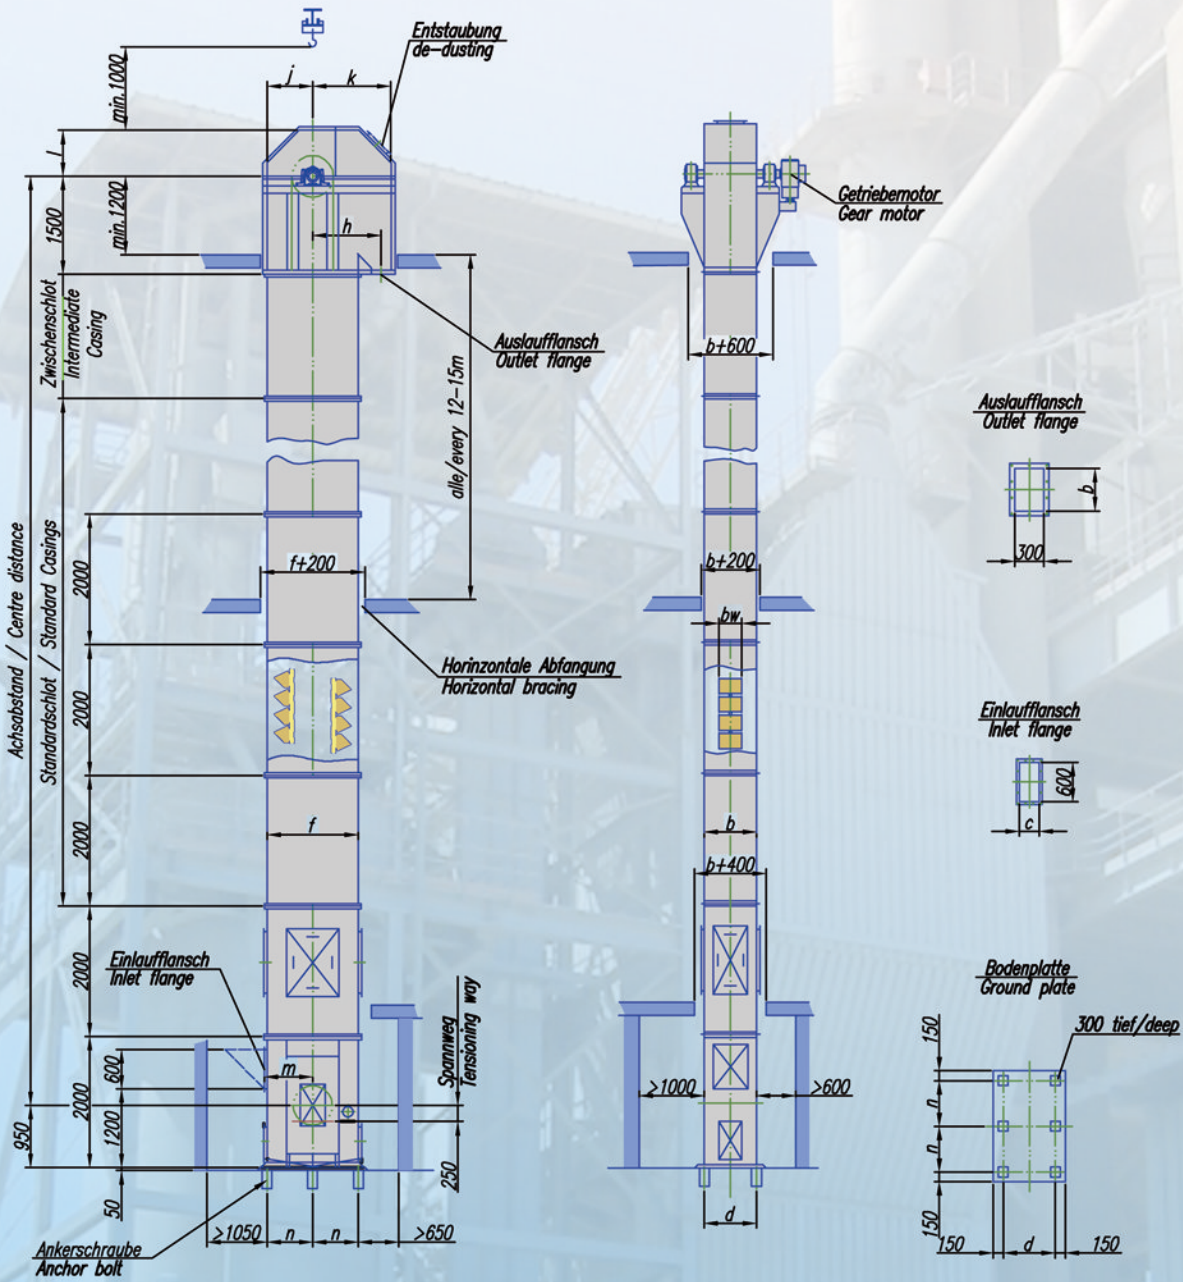 Entstaubung
de-dusting
min.1000
j
k
l
1500
min.1200
h
Getriebemotor
Gear motor
Zwischenschlot
Intermediate
Casing
Auslaufflansch
Outlet flange
b+600
alle/every 12-15m
Auslaufflansch
Outlet flange
b
300
Achsabstand / Centre distance
Standardschlot / Standard Casings
2000
f+200
b+200
bw
Horinzontale Abfangung
Horizontal bracing
2000
Einlaufflansch
Inlet flange
600
c
2000
f
b
b+400
2000
Einlaufflansch
Inlet flange
Spannweg
Tensioning way
Bodenplatte
Ground plate
300 tief/deep
150
n
n
150
150
d
150
2000
600
m
1200
950
50
250
>1000
>600
>1050
n
n
>650
d
Ankerschraube
Anchor bolt